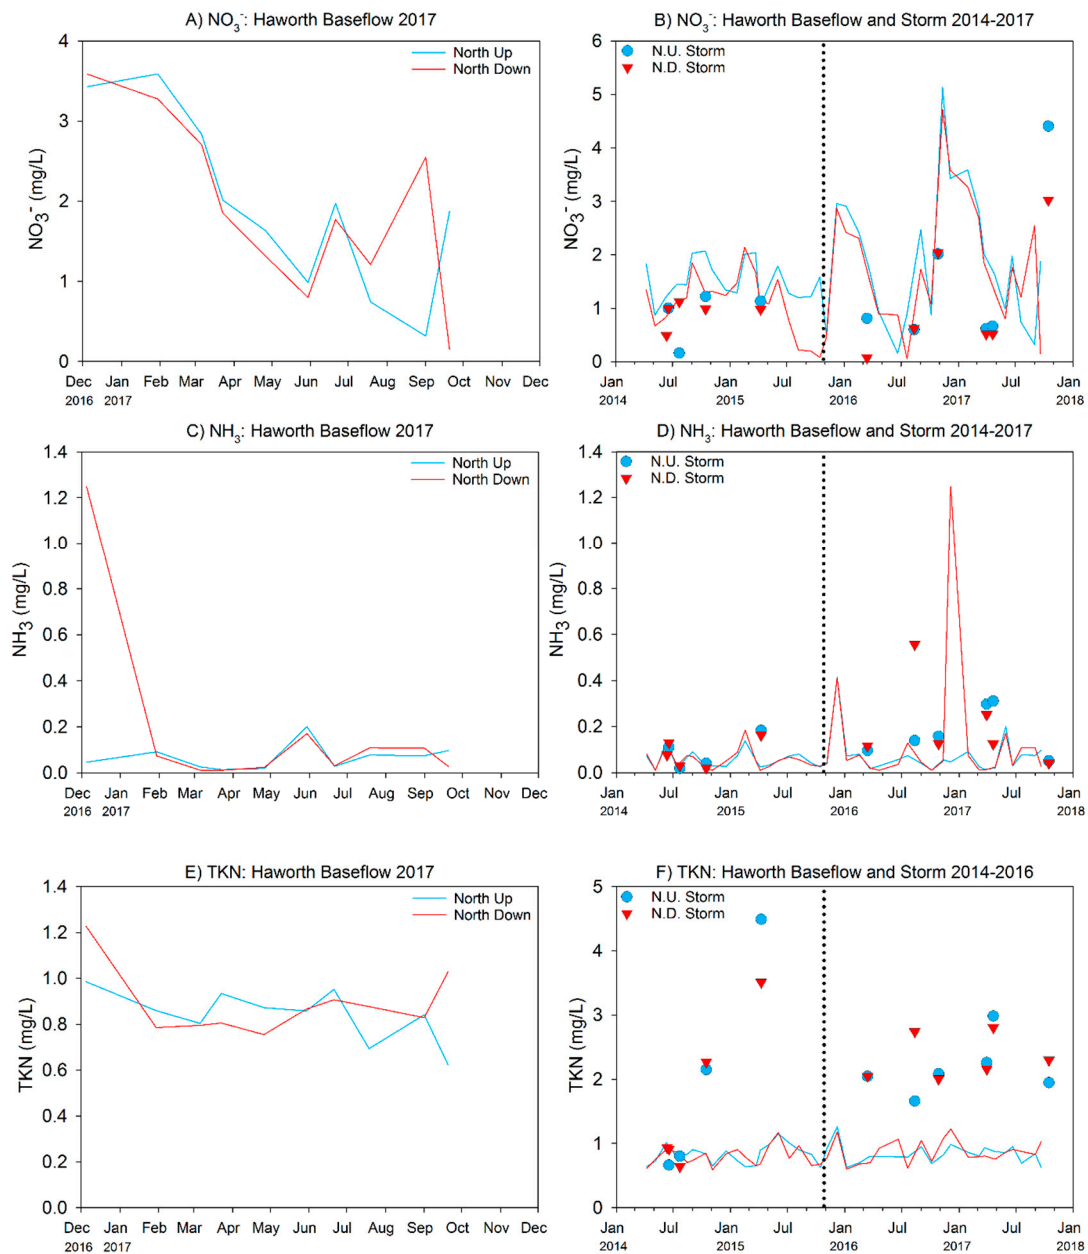 A) NO3-: Haworth Baseflow 2017
4
3
2
1
0
NO3- (mg/L)
North Up
North Down
Dec Jan Feb Mar Apr May Jun Jul Aug Sep Oct Nov Dec
2016 2017
B) NO3-: Haworth Baseflow and Storm 2014-2017
6
5
4
3
2
1
0
NO3- (mg/L)
N.U. Storm
N.D. Storm
Jan Jul Jan Jul Jan Jul Jan Jul Jan
2014 2015 2016 2017 2018
C) NH3: Haworth Baseflow 2017
1.4
1.2
1.0
0.8
0.6
0.4
0.2
0.0
NH3 (mg/L)
North Up
North Down
Dec Jan Feb Mar Apr May Jun Jul Aug Sep Oct Nov Dec
2016 2017
D) NH3: Haworth Baseflow and Storm 2014-2017
1.4
1.2
1.0
0.8
0.6
0.4
0.2
0.0
NH3 (mg/L)
N.U. Storm
N.D. Storm
Jan Jul Jan Jul Jan Jul Jan Jul Jan
2014 2015 2016 2017 2018
E) TKN: Haworth Baseflow 2017
1.4
1.2
1.0
0.8
0.6
0.4
0.2
0.0
TKN (mg/L)
North Up
North Down
Dec Jan Feb Mar Apr May Jun Jul Aug Sep Oct Nov Dec
2016 2017
F) TKN: Haworth Baseflow and Storm 2014-2016
5
4
3
2
1
0
TKN (mg/L)
N.U. Storm
N.D. Storm
Jan Jul Jan Jul Jan Jul Jan Jul Jan
2014 2015 2016 2017 2018